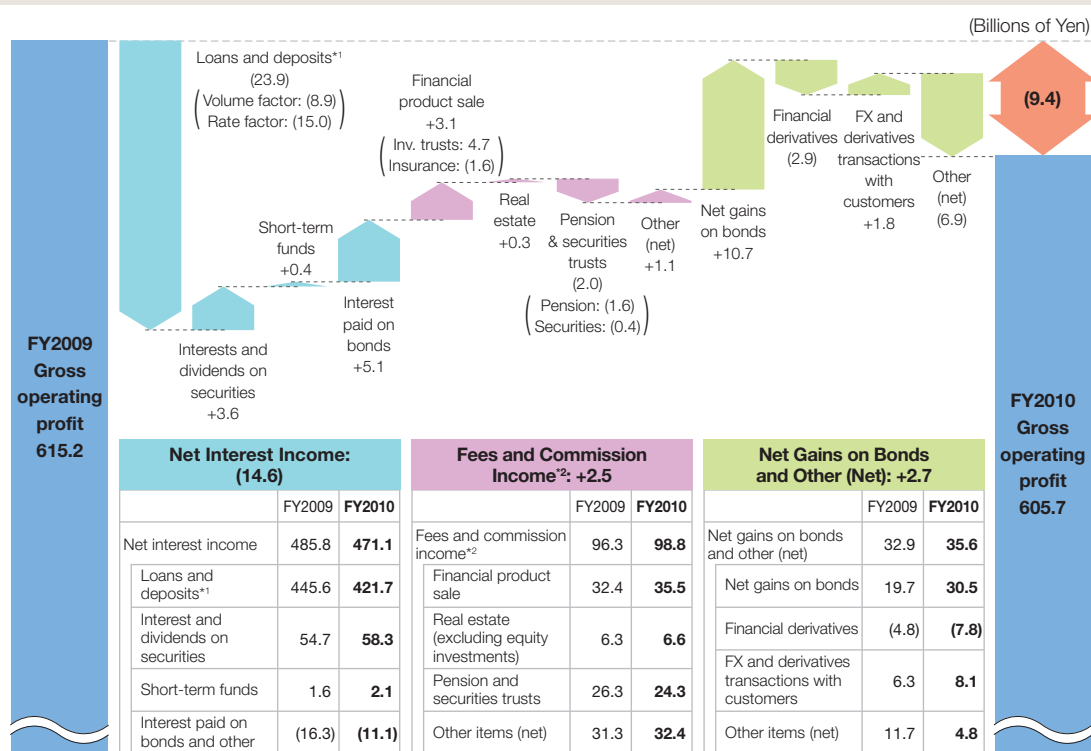 (Billions of Yen)
FY2009
Gross
operating
profit
615.2
Loans and deposits*1
(23.9)
(Volume factor: (8.9)
Rate factor: (15.0))
Interests and
dividends on
securities
+3.6
Short-term
funds
+0.4
Interest
paid on
bonds
+5.1
Financial
product sale
+3.1
(Inv. trusts: 4.7
Insurance: (1.6))
Real
estate
+0.3
Pension
& securities
trusts
(2.0)
(Pension: (1.6)
Securities: (0.4))
Other
(net)
+1.1
Net gains
on bonds
+10.7
Financial
derivatives
(2.9)
FX and
derivatives
transactions
with
customers
+1.8
Other
(net)
(6.9)
(9.4)
FY2010
Gross
operating
profit
605.7
Net Interest Income:
(14.6)
FY2009 FY2010
Net interest income 485.8 471.1
Loans and
deposits*1 445.6 421.7
Interest and
dividends on
securities 54.7 58.3
Short-term funds 1.6 2.1
Interest paid on
bonds and other (16.3) (11.1)
Fees and Commission
Income*2: +2.5
FY2009 FY2010
Fees and commission
income*2 96.3 98.8
Financial product
sale 32.4 35.5
Real estate
(excluding equity
investments) 6.3 6.6
Pension and
securities trusts 26.3 24.3
Other items (net) 31.3 32.4
Net Gains on Bonds
and Other (Net): +2.7
FY2009 FY2010
Net gains on bonds
and other (net) 32.9 35.6
Net gains on bonds 19.7 30.5
Financial derivatives (4.8) (7.8)
FX and derivatives
transactions with
customers 6.3 8.1
Other items (net) 11.7 4.8